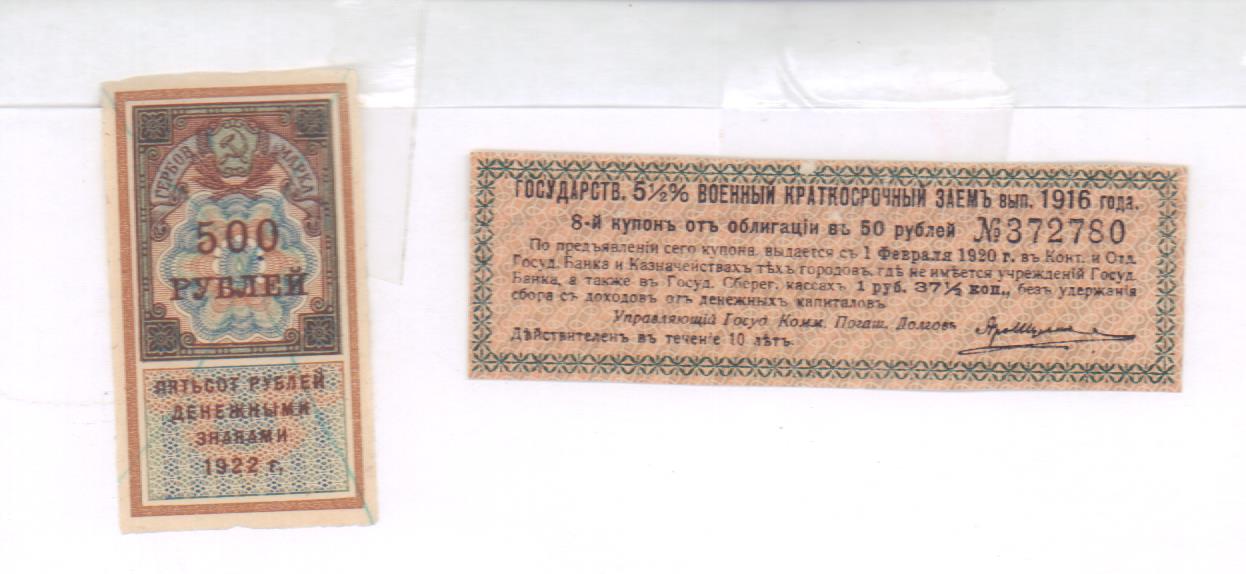 ГЕРБОВ. МАРКА
500
РУБЛЕЙ
ПЯТЬСОТ РУБЛЕЙ
ДЕНЕЖНЫМИ
ЗНАКАМИ
1922 г.
ГОСУДАРСТВ. 5½% ВОЕННЫЙ КРАТКОСРОЧНЫЙ ЗАЕМЪ вып. 1916 года.
8-й купонъ отъ облигаціи въ 50 рублей №372780
По предъявленіи сего купона, выдается съ 1 Февраля 1920 г. въ Конт. и Отд.
Госуд. Банка и Казначействахъ тѣхъ городовъ, гдѣ не имѣется учрежденій Госуд.
Банка, а также въ Госуд. Сберег. кассахъ 1 руб. 37½ коп., безъ удержанія
сбора съ доходовъ отъ денежныхъ капиталовъ.
Управляющій Госуд. Комм. Погаш. Долговъ
Дѣйствителенъ въ теченіе 10 лѣтъ.